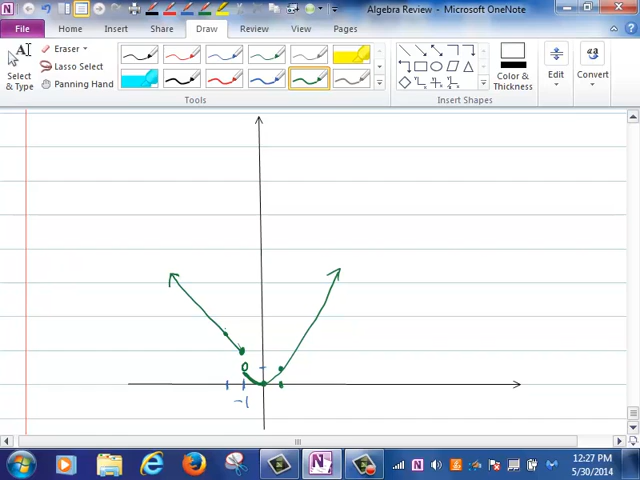 Algebra Review - Microsoft OneNote
File
Home
Insert
Share
Draw
Review
View
Pages
Select
& Type
Eraser
Lasso Select
Panning Hand
Tools
Insert Shapes
Color &
Thickness
Edit
Convert
-1
12:27 PM
5/30/2014